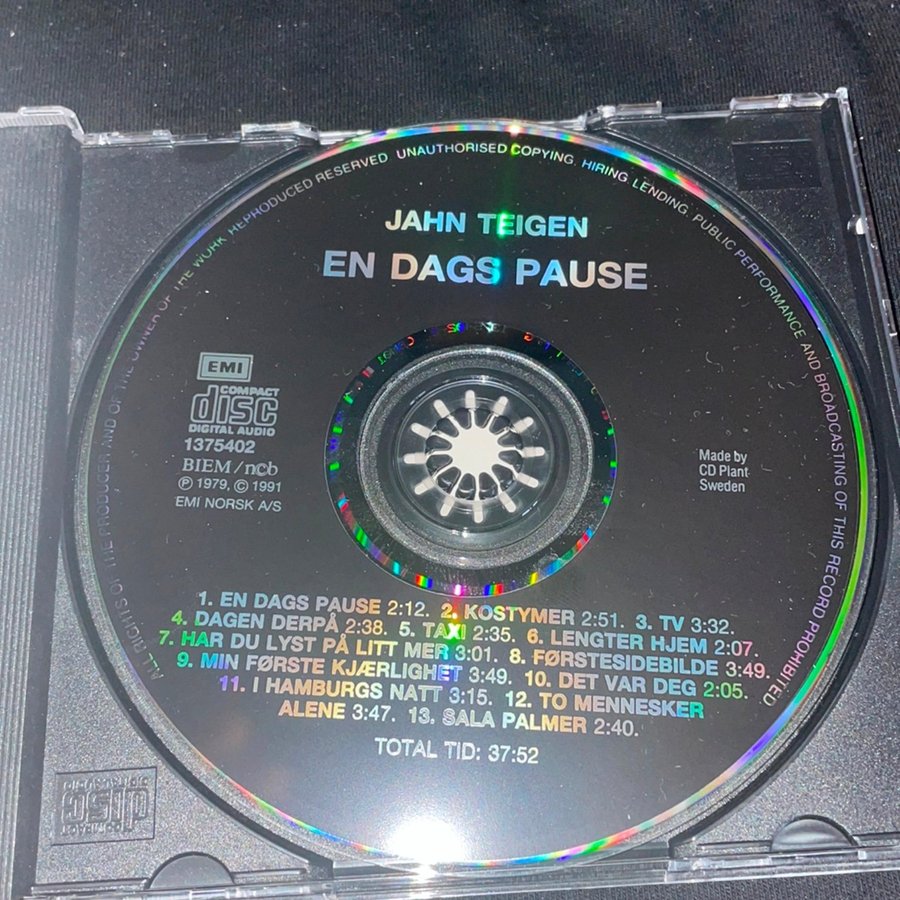 ALL RIGHTS OF THE PRODUCER AND OF THE OWNER OF THE WORK REPRODUCED RESERVED. UNAUTHORISED COPYING, HIRING, LENDING, PUBLIC PERFORMANCE AND BROADCASTING OF THIS RECORD PROHIBITED
JAHN TEIGEN
EN DAGS PAUSE
EMI
COMPACT
disc
DIGITAL AUDIO
1375402
BIEM/ncb
℗ 1979, © 1991
EMI NORSK A/S
Made by
CD Plant
Sweden
1. EN DAGS PAUSE 2:12. 2. KOSTYMER 2:51. 3. TV 3:32.
4. DAGEN DERPÅ 2:38. 5. TAXI 2:35. 6. LENGTER HJEM 2:07.
7. HAR DU LYST PÅ LITT MER 3:01. 8. FØRSTESIDEBILDE 3:49.
9. MIN FØRSTE KJÆRLIGHET 3:49. 10. DET VAR DEG 2:05.
11. I HAMBURGS NATT 3:15. 12. TO MENNESKER
ALENE 3:47. 13. SALA PALMER 2:40.
TOTAL TID: 37:52
COMPACT
disc
DIGITAL AUDIO